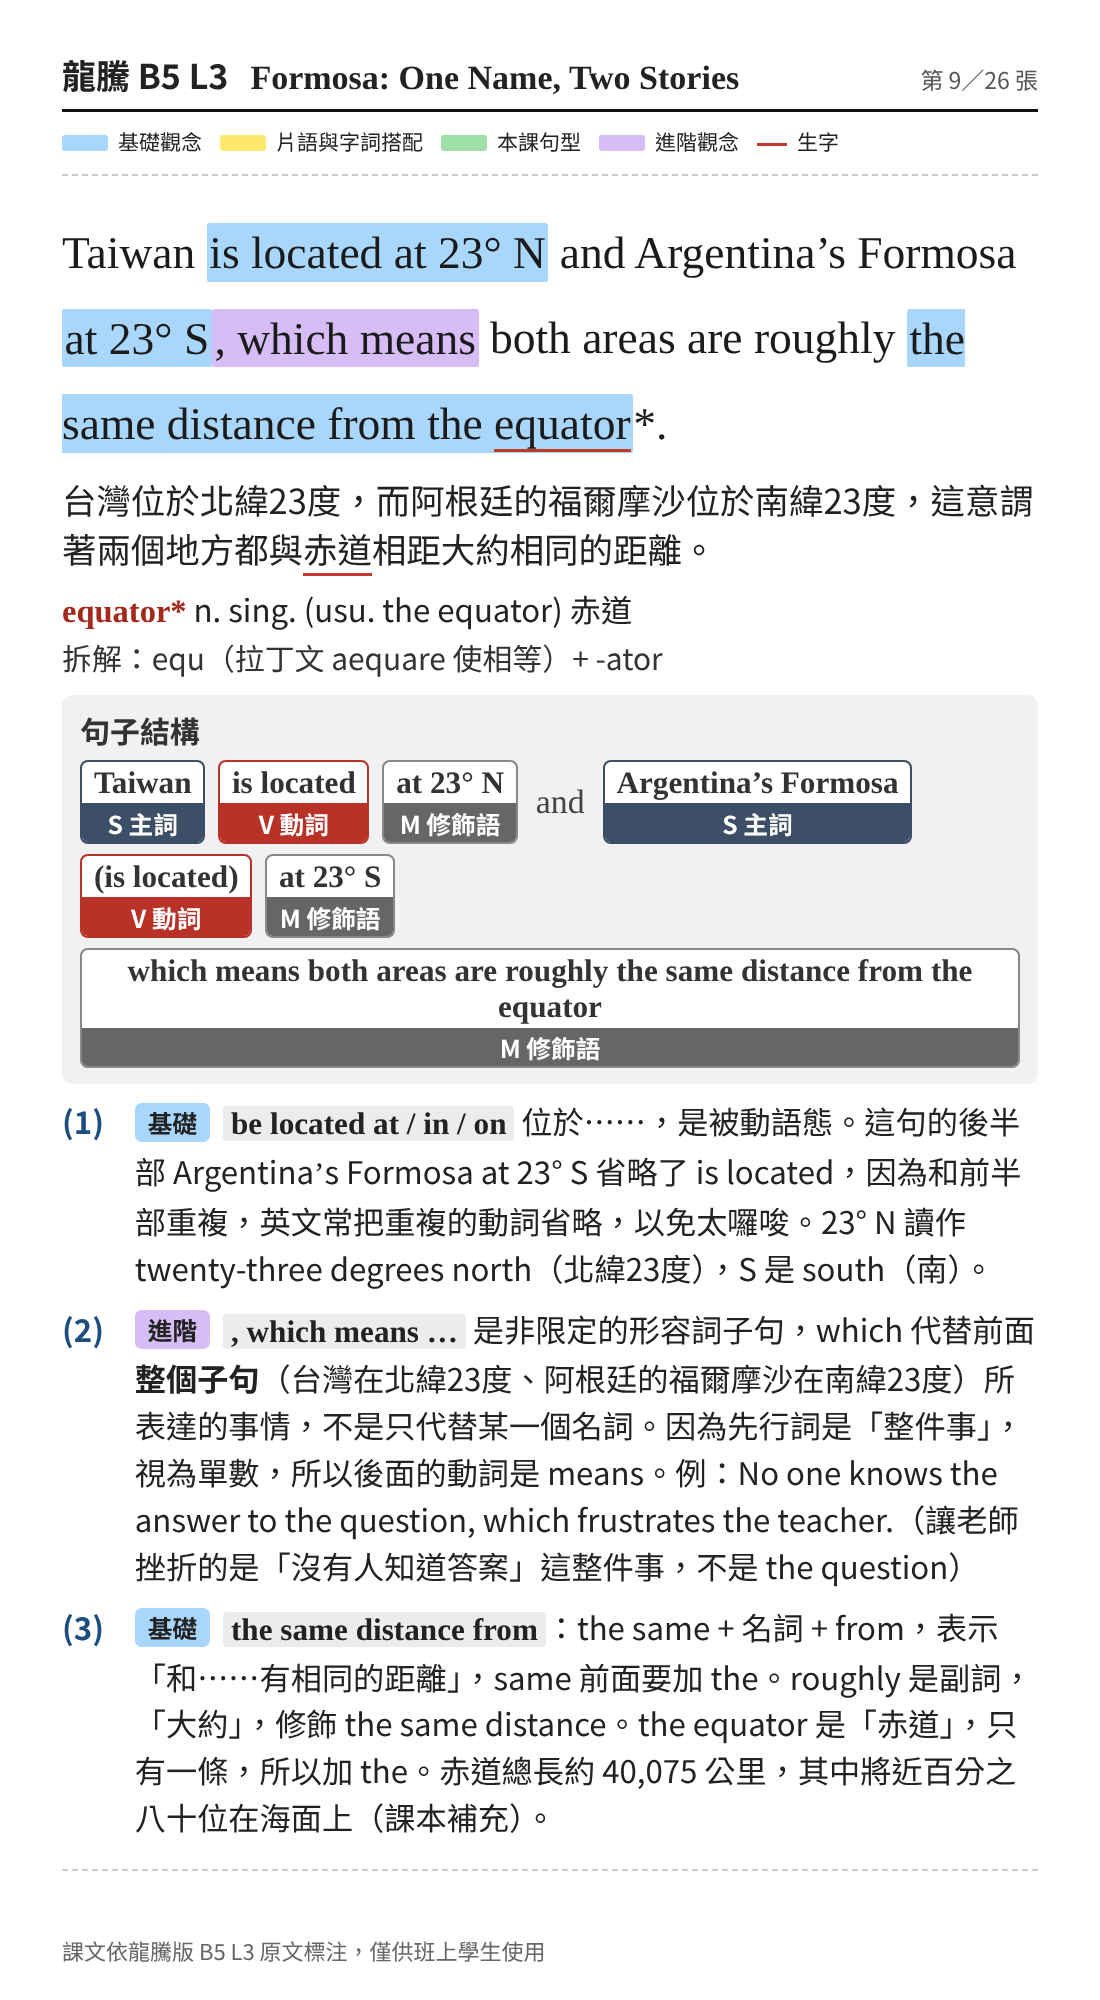 龍騰 B5 L3 Formosa: One Name, Two Stories 第 9／26 張
基礎觀念 片語與字詞搭配 本課句型 進階觀念 生字
Taiwan is located at 23° N and Argentina’s Formosa
at 23° S, which means both areas are roughly the
same distance from the equator*.
台灣位於北緯23度，而阿根廷的福爾摩沙位於南緯23度，這意謂
著兩個地方都與赤道相距大約相同的距離。
equator* n. sing. (usu. the equator) 赤道
拆解：equ（拉丁文 aequare 使相等）+ -ator
句子結構
Taiwan is located at 23° N and Argentina’s Formosa
S 主詞 V 動詞 M 修飾語 S 主詞
(is located) at 23° S
V 動詞 M 修飾語
which means both areas are roughly the same distance from the
equator
M 修飾語
(1) 基礎 be located at / in / on 位於⋯⋯，是被動語態。這句的後半
部 Argentina’s Formosa at 23° S 省略了 is located，因為和前半
部重複，英文常把重複的動詞省略，以免太囉唆。23° N 讀作
twenty-three degrees north（北緯23度），S 是 south（南）。
(2) 進階 , which means … 是非限定的形容詞子句，which 代替前面
整個子句（台灣在北緯23度、阿根廷的福爾摩沙在南緯23度）所
表達的事情，不是只代替某一個名詞。因為先行詞是「整件事」，
視為單數，所以後面的動詞是 means。例：No one knows the
answer to the question, which frustrates the teacher.（讓老師
挫折的是「沒有人知道答案」這整件事，不是 the question）
(3) 基礎 the same distance from：the same + 名詞 + from，表示
「和⋯⋯有相同的距離」，same 前面要加 the。roughly 是副詞，
「大約」，修飾 the same distance。the equator 是「赤道」，只
有一條，所以加 the。赤道總長約 40,075 公里，其中將近百分之
八十位在海面上（課本補充）。
課文依龍騰版 B5 L3 原文標注，僅供班上學生使用